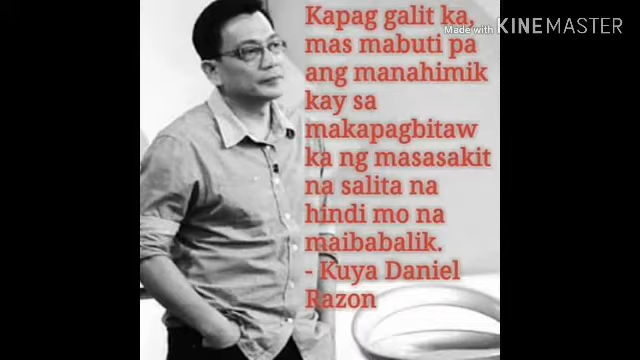 Kapag galit ka,
Made with KINEMASTER
mas mabuti pa
ang manahimik
kay sa
makapagbitaw
ka ng masasakit
na salita na
hindi mo na
maibabalik.
- Kuya Daniel
Razon